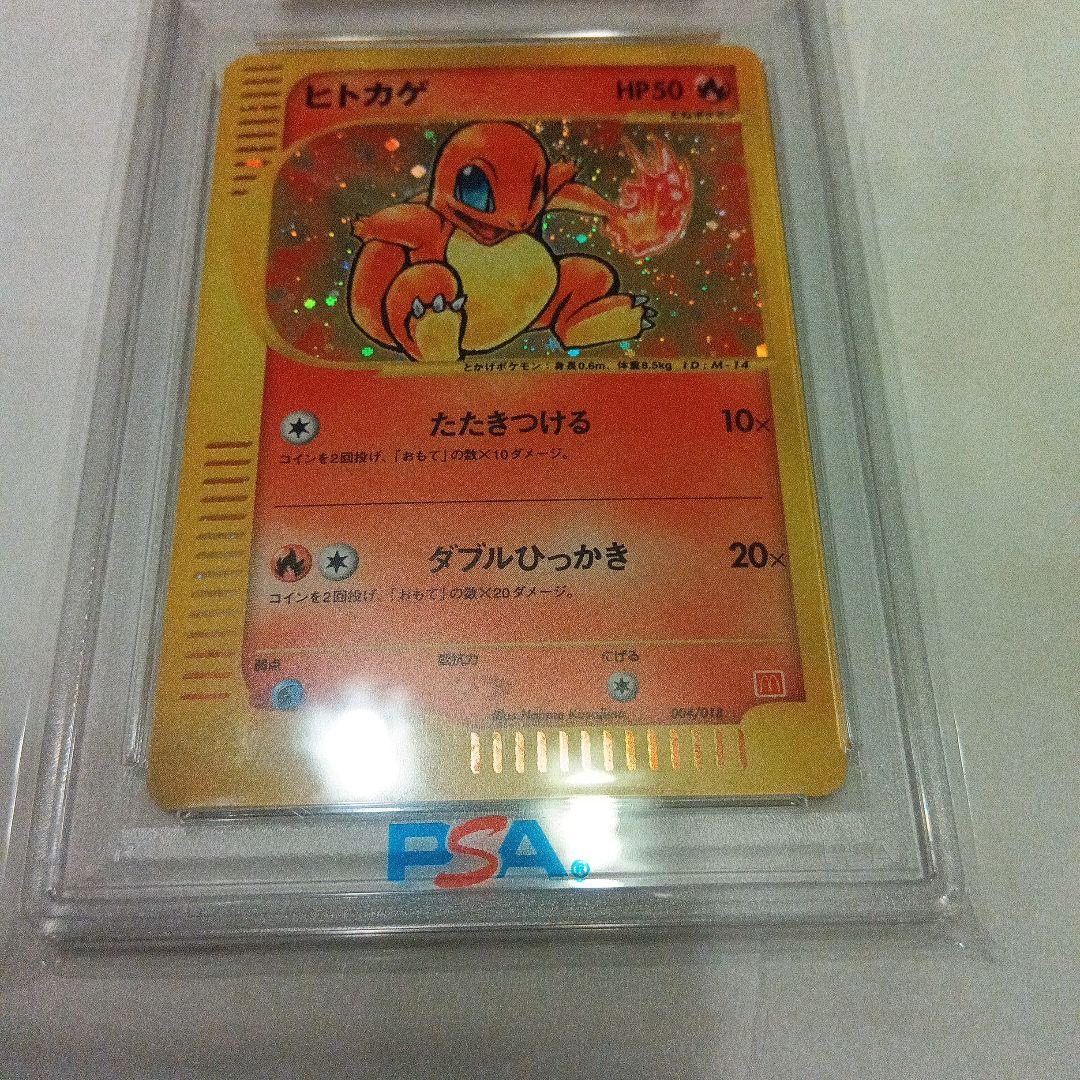 ヒトカゲ HP50
とかげポケモン：身長0.6m、体重8.5kg ID：M-14
たたきつける 10×
コインを2回投げ、「おもて」の数×10ダメージ。
ダブルひっかき 20×
コインを2回投げ、「おもて」の数×20ダメージ。
弱点 抵抗力 にげる
004/018
PSA®